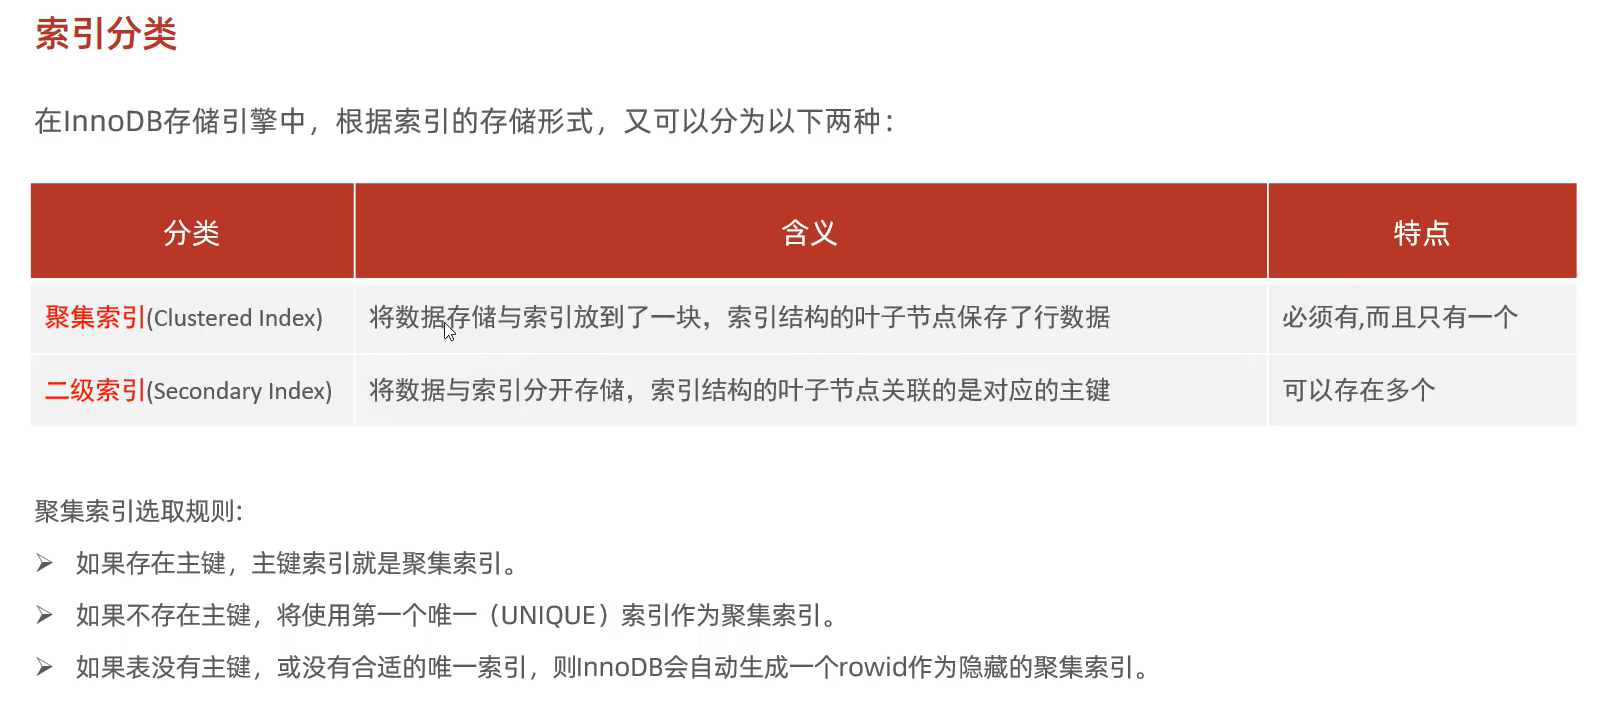 索引分类
在InnoDB存储引擎中，根据索引的存储形式，又可以分为以下两种：
分类 含义 特点
聚集索引(Clustered Index) 将数据存储与索引放到了一块，索引结构的叶子节点保存了行数据 必须有,而且只有一个
二级索引(Secondary Index) 将数据与索引分开存储，索引结构的叶子节点关联的是对应的主键 可以存在多个
聚集索引选取规则:
➢ 如果存在主键，主键索引就是聚集索引。
➢ 如果不存在主键，将使用第一个唯一（UNIQUE）索引作为聚集索引。
➢ 如果表没有主键，或没有合适的唯一索引，则InnoDB会自动生成一个rowid作为隐藏的聚集索引。